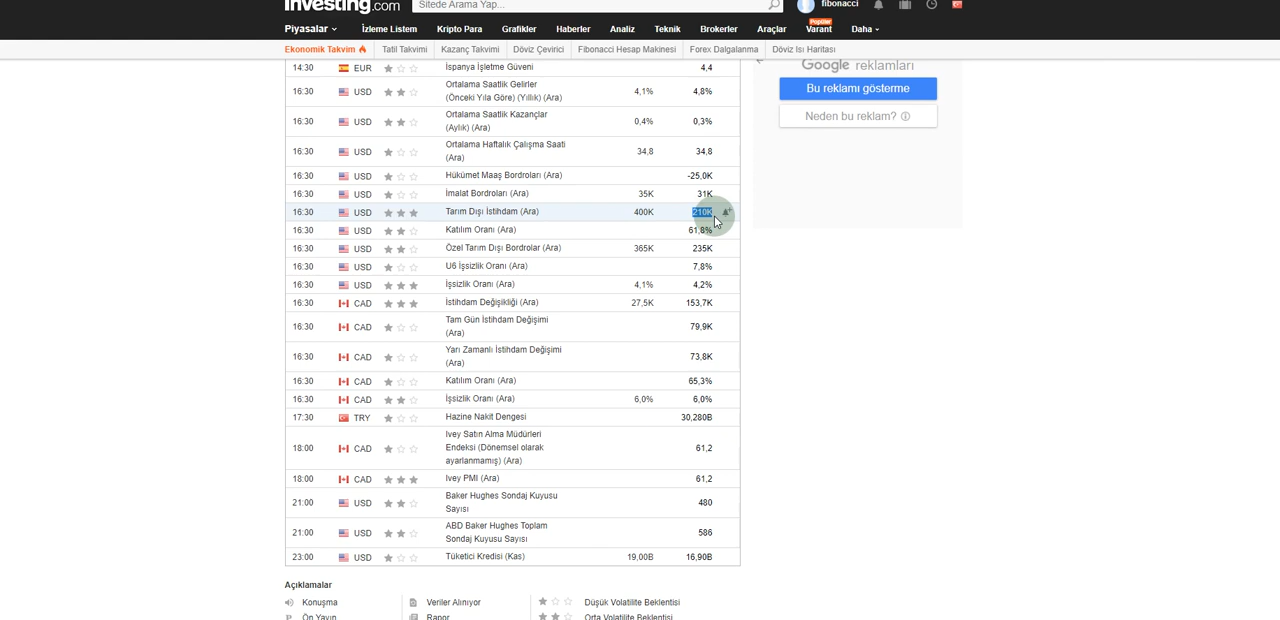 Investing.com Sitede Arama Yap... fibonacci
Popüler
Piyasalar İzleme Listem Kripto Para Grafikler Haberler Analiz Teknik Brokerler Araçlar Varant Daha
Ekonomik Takvim Tatil Takvimi Kazanç Takvimi Döviz Çevirici Fibonacci Hesap Makinesi Forex Dalgalanma Döviz Isı Haritası
14:30 EUR İspanya İşletme Güveni 4,4
16:30 USD Ortalama Saatlik Gelirler
(Önceki Yıla Göre) (Yıllık) (Ara) 4,1% 4,8%
16:30 USD Ortalama Saatlik Kazançlar
(Aylık) (Ara) 0,4% 0,3%
16:30 USD Ortalama Haftalık Çalışma Saati
(Ara) 34,8 34,8
16:30 USD Hükümet Maaş Bordroları (Ara) -25,0K
16:30 USD İmalat Bordroları (Ara) 35K 31K
16:30 USD Tarım Dışı İstihdam (Ara) 400K 210K
16:30 USD Katılım Oranı (Ara) 61,8%
16:30 USD Özel Tarım Dışı Bordrolar (Ara) 365K 235K
16:30 USD U6 İşsizlik Oranı (Ara) 7,8%
16:30 USD İşsizlik Oranı (Ara) 4,1% 4,2%
16:30 CAD İstihdam Değişikliği (Ara) 27,5K 153,7K
16:30 CAD Tam Gün İstihdam Değişimi
(Ara) 79,9K
16:30 CAD Yarı Zamanlı İstihdam Değişimi
(Ara) 73,8K
16:30 CAD Katılım Oranı (Ara) 65,3%
16:30 CAD İşsizlik Oranı (Ara) 6,0% 6,0%
17:30 TRY Hazine Nakit Dengesi 30,280B
18:00 CAD Ivey Satın Alma Müdürleri
Endeksi (Dönemsel olarak
ayarlanmamış) (Ara) 61,2
18:00 CAD Ivey PMI (Ara) 61,2
21:00 USD Baker Hughes Sondaj Kuyusu
Sayısı 480
21:00 USD ABD Baker Hughes Toplam
Sondaj Kuyusu Sayısı 586
23:00 USD Tüketici Kredisi (Kas) 19,00B 16,90B
Google reklamları
Bu reklamı gösterme
Neden bu reklam?
Açıklamalar
Konuşma Veriler Alınıyor Düşük Volatilite Beklentisi
Ön Yayın Rapor Orta Volatilite Beklentisi